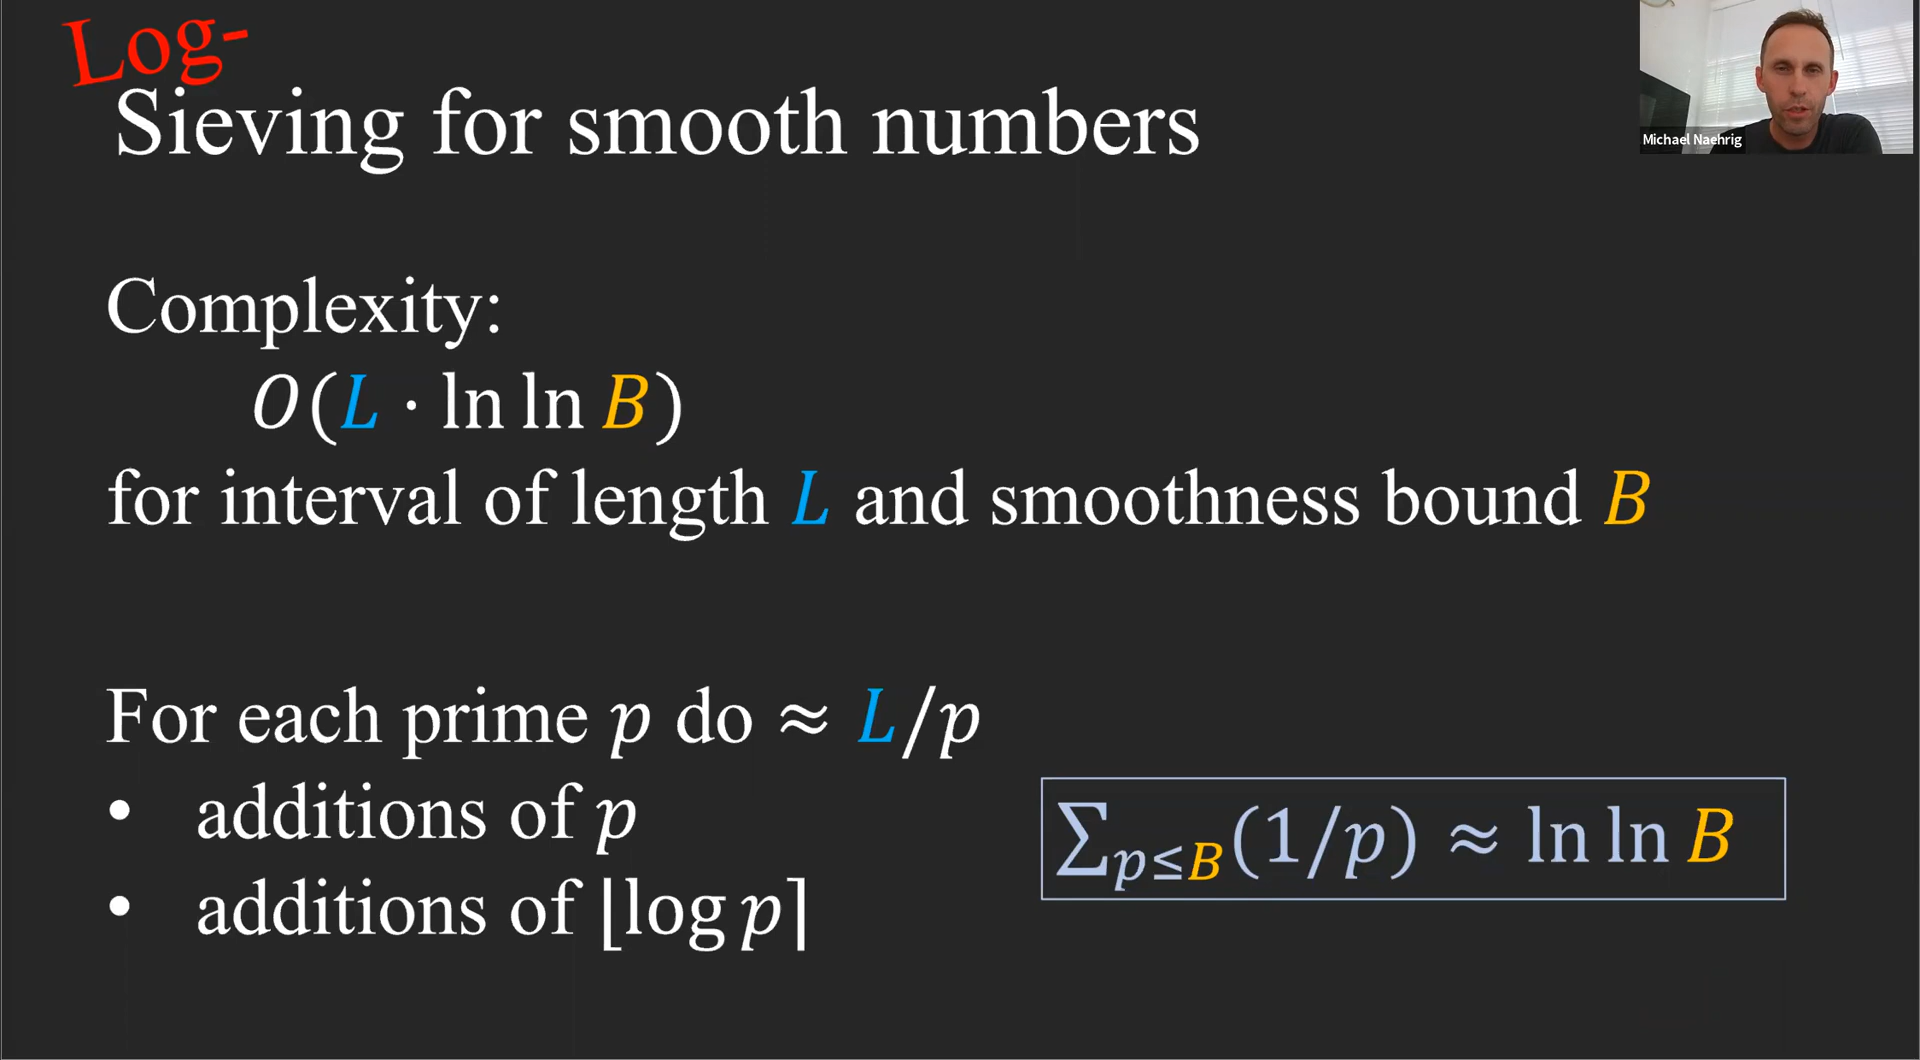 Log-
Sieving for smooth numbers
Michael Naehrig
Complexity:
O(L · ln ln B)
for interval of length L and smoothness bound B
For each prime p do ≈ L/p
• additions of p
• additions of ⌊log p⌉
∑p≤B(1/p) ≈ ln ln B